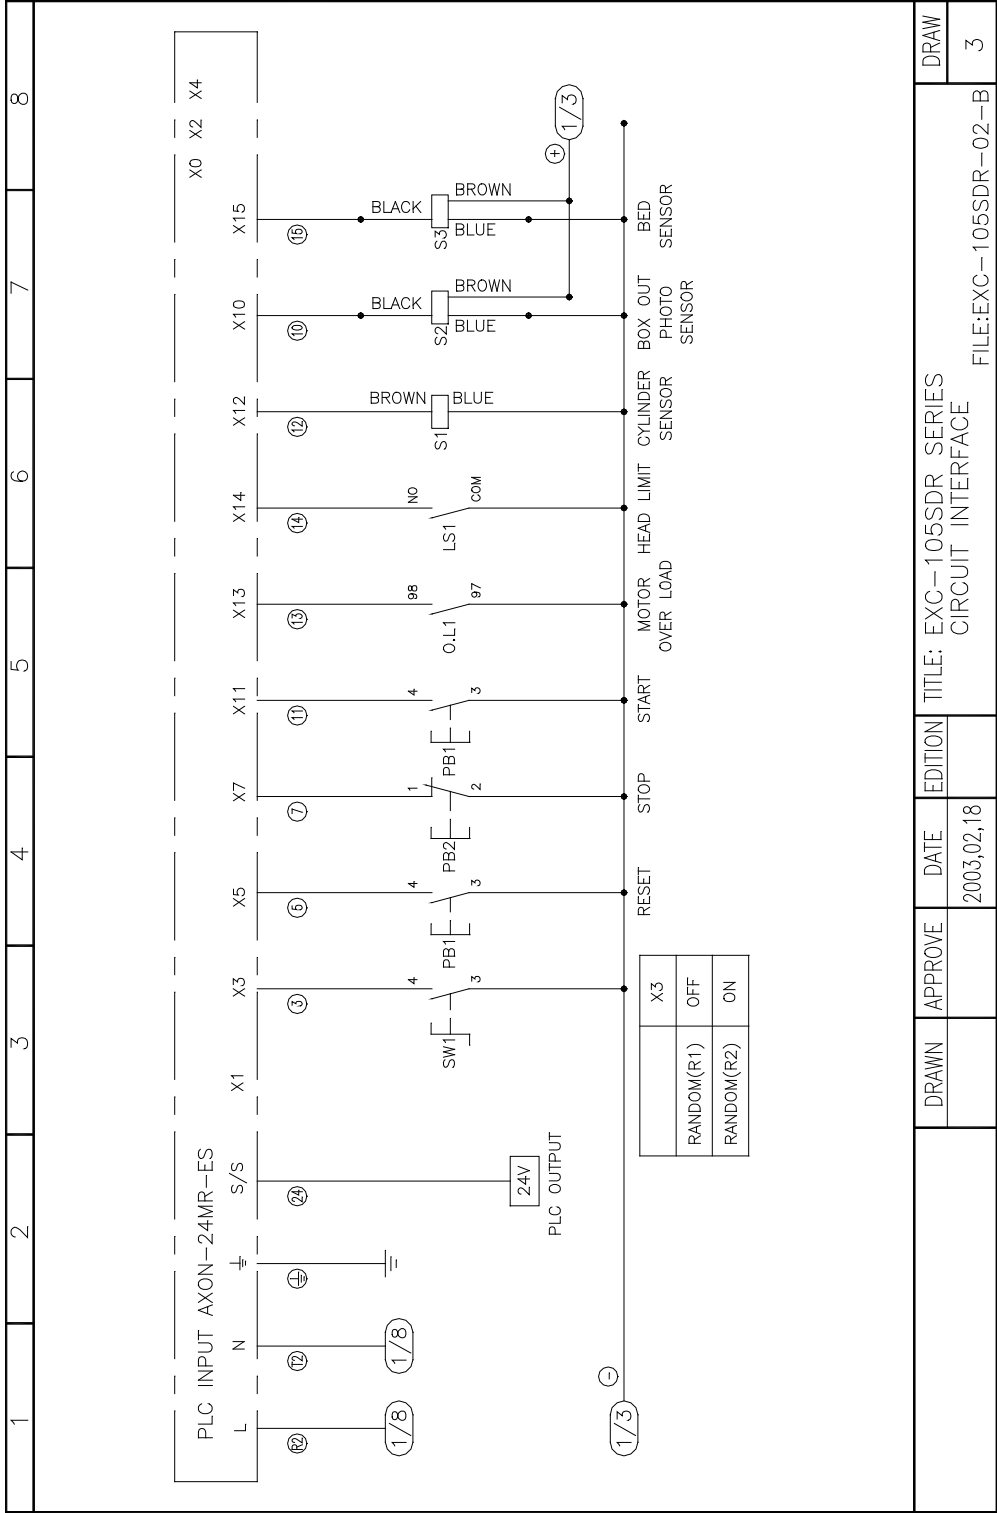 1 2 3 4 5 6 7 8
PLC INPUT AXON-24MR-ES
X0 X2 X4
L N S/S X1 X3 X5 X7 X11 X13 X14 X12 X10 X15
R2 T2 24 3 5 7 11 13 14 12 10 15
4 4 1 4 98 NO BROWN BLACK BLACK
SW1 PB1 PB2 PB1 O.L1 LS1 S1 S2 S3
3 3 2 3 97 COM BLUE BLUE BLUE
BROWN BROWN
1/8 1/8
24V
PLC OUTPUT
+
1/3
-
1/3
RESET
STOP
START
MOTOR
OVER LOAD
HEAD LIMIT
CYLINDER
SENSOR
BOX OUT
PHOTO
SENSOR
BED
SENSOR
X3
RANDOM(R1) OFF
RANDOM(R2) ON
DRAWN APPROVE DATE EDITION
2003,02,18
TITLE: EXC-105SDR SERIES
CIRCUIT INTERFACE
FILE:EXC-105SDR-02-B
DRAW
3